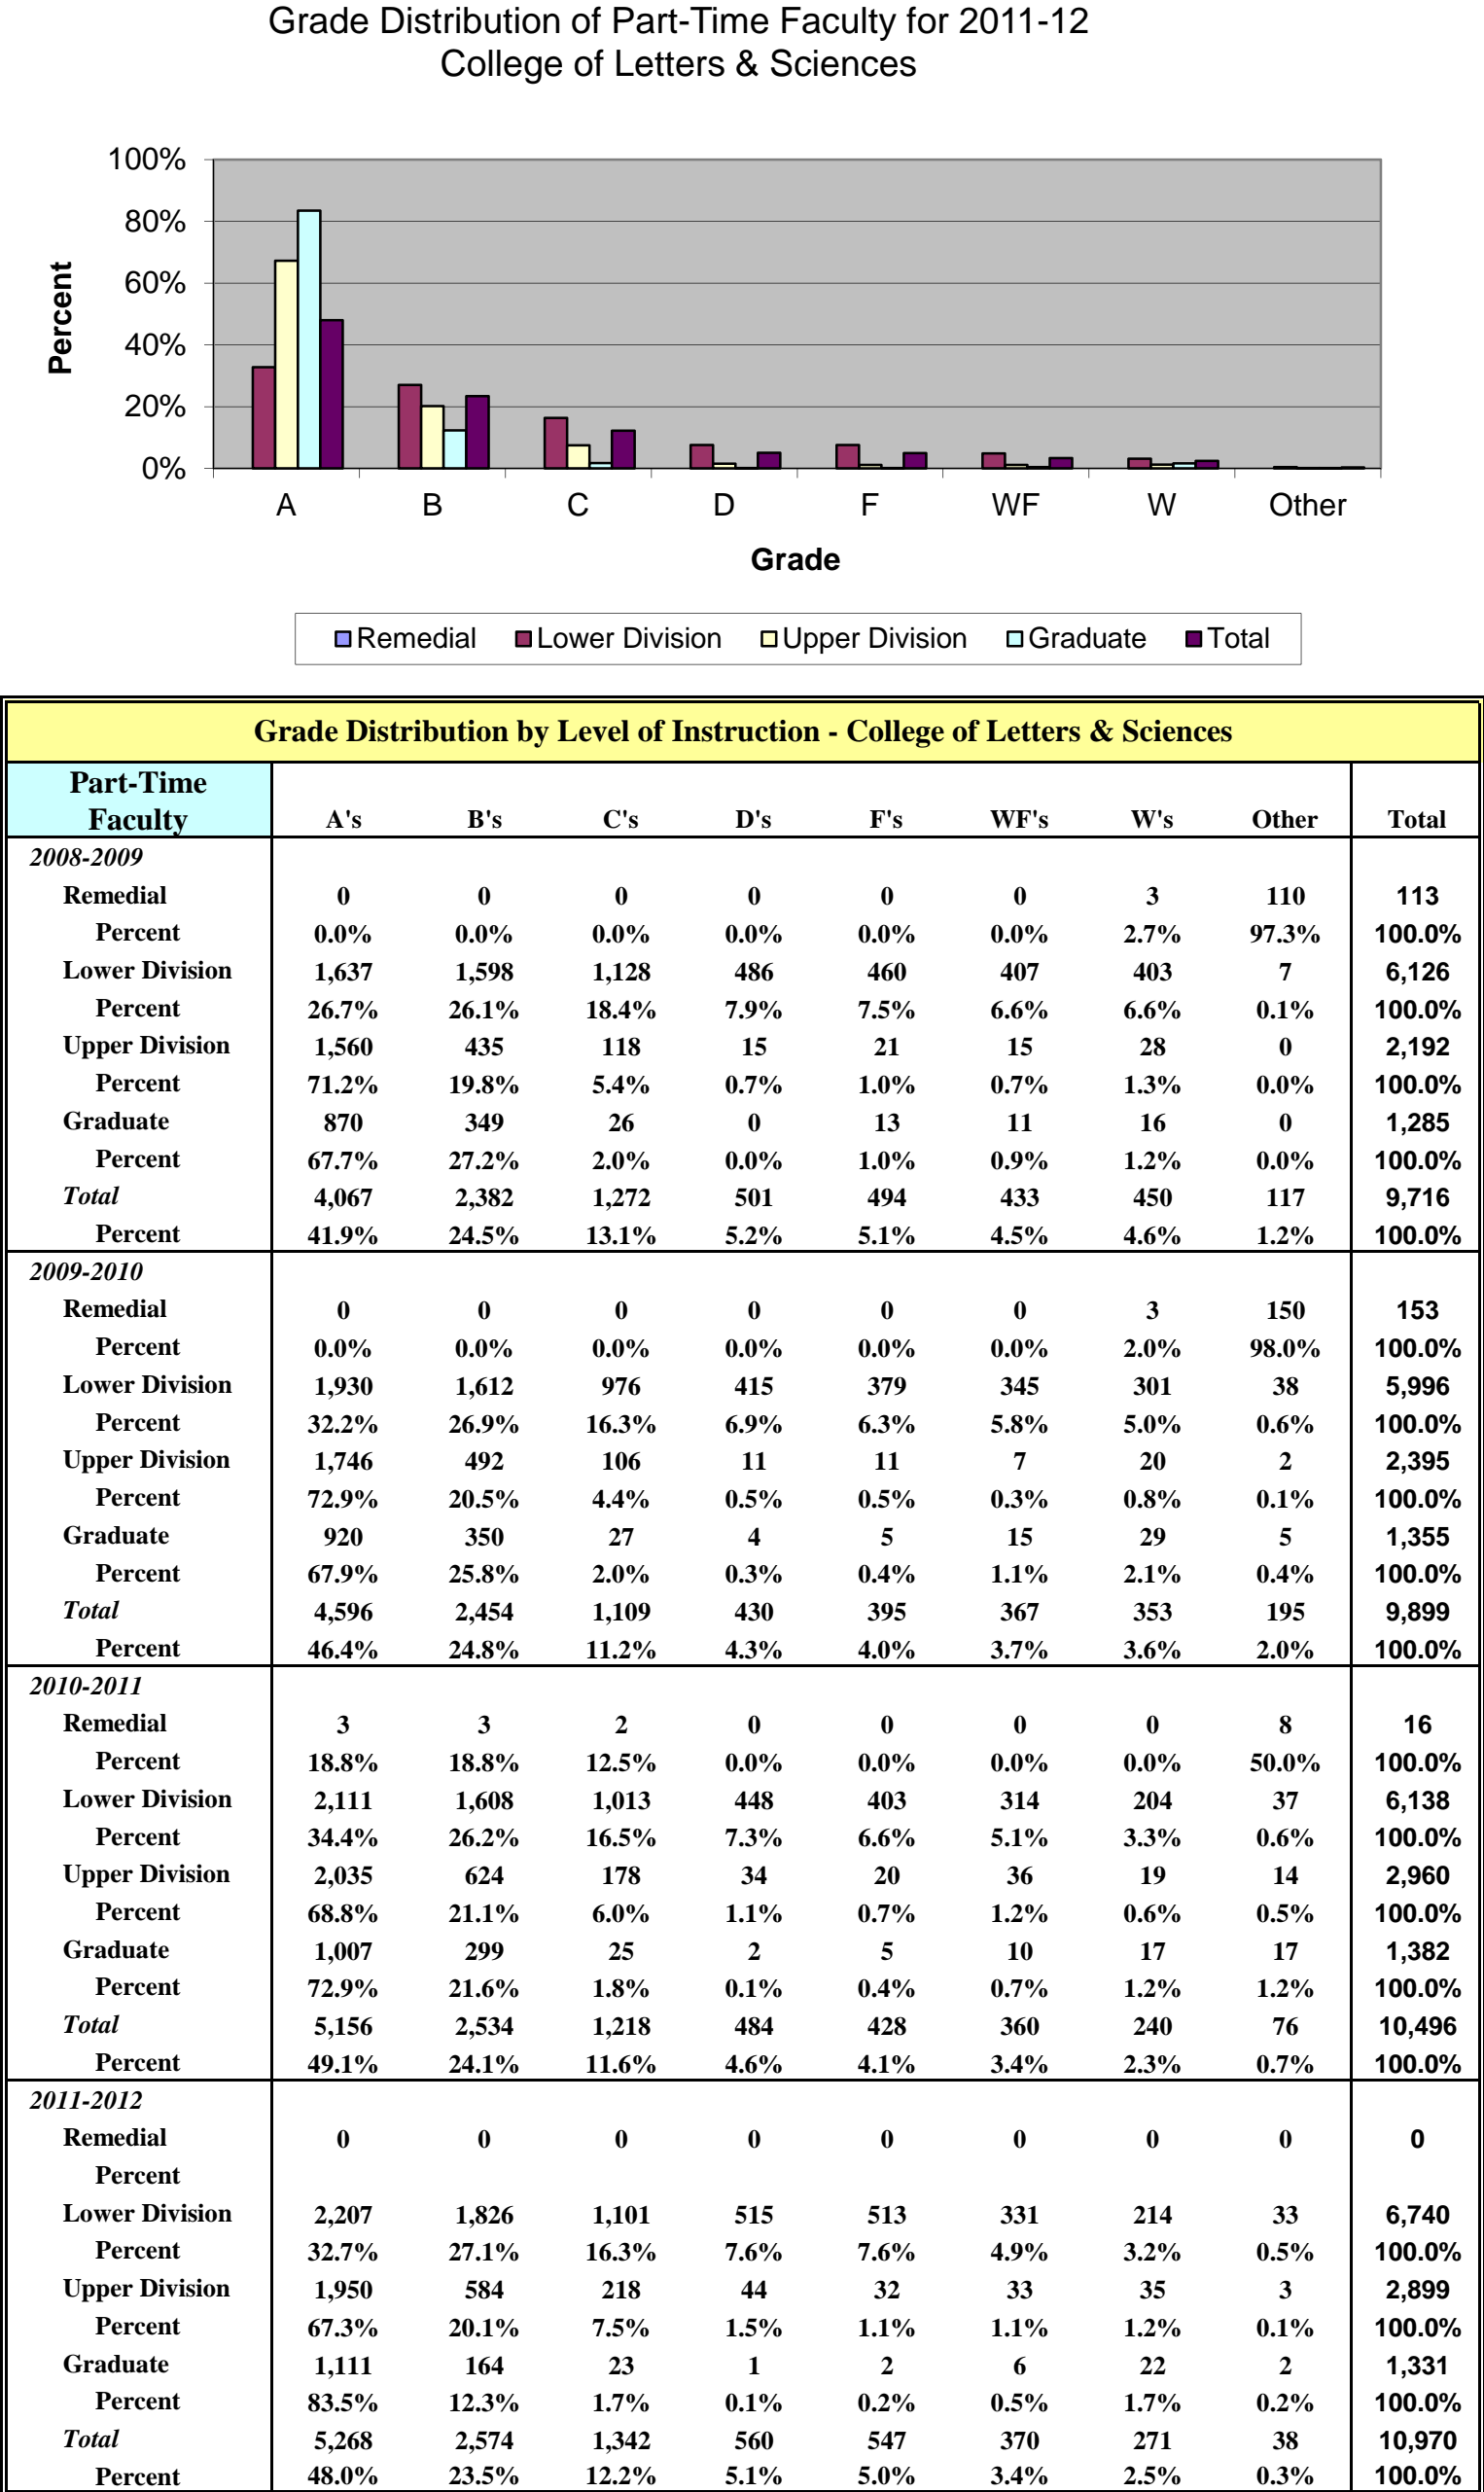 Grade Distribution of Part-Time Faculty for 2011-12
College of Letters & Sciences
100%
80%
60%
40%
20%
0%
Percent
A B C D F WF W Other
Grade
Remedial Lower Division Upper Division Graduate Total
Grade Distribution by Level of Instruction - College of Letters & Sciences
Part-Time
Faculty A's B's C's D's F's WF's W's Other Total
2008-2009
Remedial 0 0 0 0 0 0 3 110 113
Percent 0.0% 0.0% 0.0% 0.0% 0.0% 0.0% 2.7% 97.3% 100.0%
Lower Division 1,637 1,598 1,128 486 460 407 403 7 6,126
Percent 26.7% 26.1% 18.4% 7.9% 7.5% 6.6% 6.6% 0.1% 100.0%
Upper Division 1,560 435 118 15 21 15 28 0 2,192
Percent 71.2% 19.8% 5.4% 0.7% 1.0% 0.7% 1.3% 0.0% 100.0%
Graduate 870 349 26 0 13 11 16 0 1,285
Percent 67.7% 27.2% 2.0% 0.0% 1.0% 0.9% 1.2% 0.0% 100.0%
Total 4,067 2,382 1,272 501 494 433 450 117 9,716
Percent 41.9% 24.5% 13.1% 5.2% 5.1% 4.5% 4.6% 1.2% 100.0%
2009-2010
Remedial 0 0 0 0 0 0 3 150 153
Percent 0.0% 0.0% 0.0% 0.0% 0.0% 0.0% 2.0% 98.0% 100.0%
Lower Division 1,930 1,612 976 415 379 345 301 38 5,996
Percent 32.2% 26.9% 16.3% 6.9% 6.3% 5.8% 5.0% 0.6% 100.0%
Upper Division 1,746 492 106 11 11 7 20 2 2,395
Percent 72.9% 20.5% 4.4% 0.5% 0.5% 0.3% 0.8% 0.1% 100.0%
Graduate 920 350 27 4 5 15 29 5 1,355
Percent 67.9% 25.8% 2.0% 0.3% 0.4% 1.1% 2.1% 0.4% 100.0%
Total 4,596 2,454 1,109 430 395 367 353 195 9,899
Percent 46.4% 24.8% 11.2% 4.3% 4.0% 3.7% 3.6% 2.0% 100.0%
2010-2011
Remedial 3 3 2 0 0 0 0 8 16
Percent 18.8% 18.8% 12.5% 0.0% 0.0% 0.0% 0.0% 50.0% 100.0%
Lower Division 2,111 1,608 1,013 448 403 314 204 37 6,138
Percent 34.4% 26.2% 16.5% 7.3% 6.6% 5.1% 3.3% 0.6% 100.0%
Upper Division 2,035 624 178 34 20 36 19 14 2,960
Percent 68.8% 21.1% 6.0% 1.1% 0.7% 1.2% 0.6% 0.5% 100.0%
Graduate 1,007 299 25 2 5 10 17 17 1,382
Percent 72.9% 21.6% 1.8% 0.1% 0.4% 0.7% 1.2% 1.2% 100.0%
Total 5,156 2,534 1,218 484 428 360 240 76 10,496
Percent 49.1% 24.1% 11.6% 4.6% 4.1% 3.4% 2.3% 0.7% 100.0%
2011-2012
Remedial 0 0 0 0 0 0 0 0 0
Percent
Lower Division 2,207 1,826 1,101 515 513 331 214 33 6,740
Percent 32.7% 27.1% 16.3% 7.6% 7.6% 4.9% 3.2% 0.5% 100.0%
Upper Division 1,950 584 218 44 32 33 35 3 2,899
Percent 67.3% 20.1% 7.5% 1.5% 1.1% 1.1% 1.2% 0.1% 100.0%
Graduate 1,111 164 23 1 2 6 22 2 1,331
Percent 83.5% 12.3% 1.7% 0.1% 0.2% 0.5% 1.7% 0.2% 100.0%
Total 5,268 2,574 1,342 560 547 370 271 38 10,970
Percent 48.0% 23.5% 12.2% 5.1% 5.0% 3.4% 2.5% 0.3% 100.0%